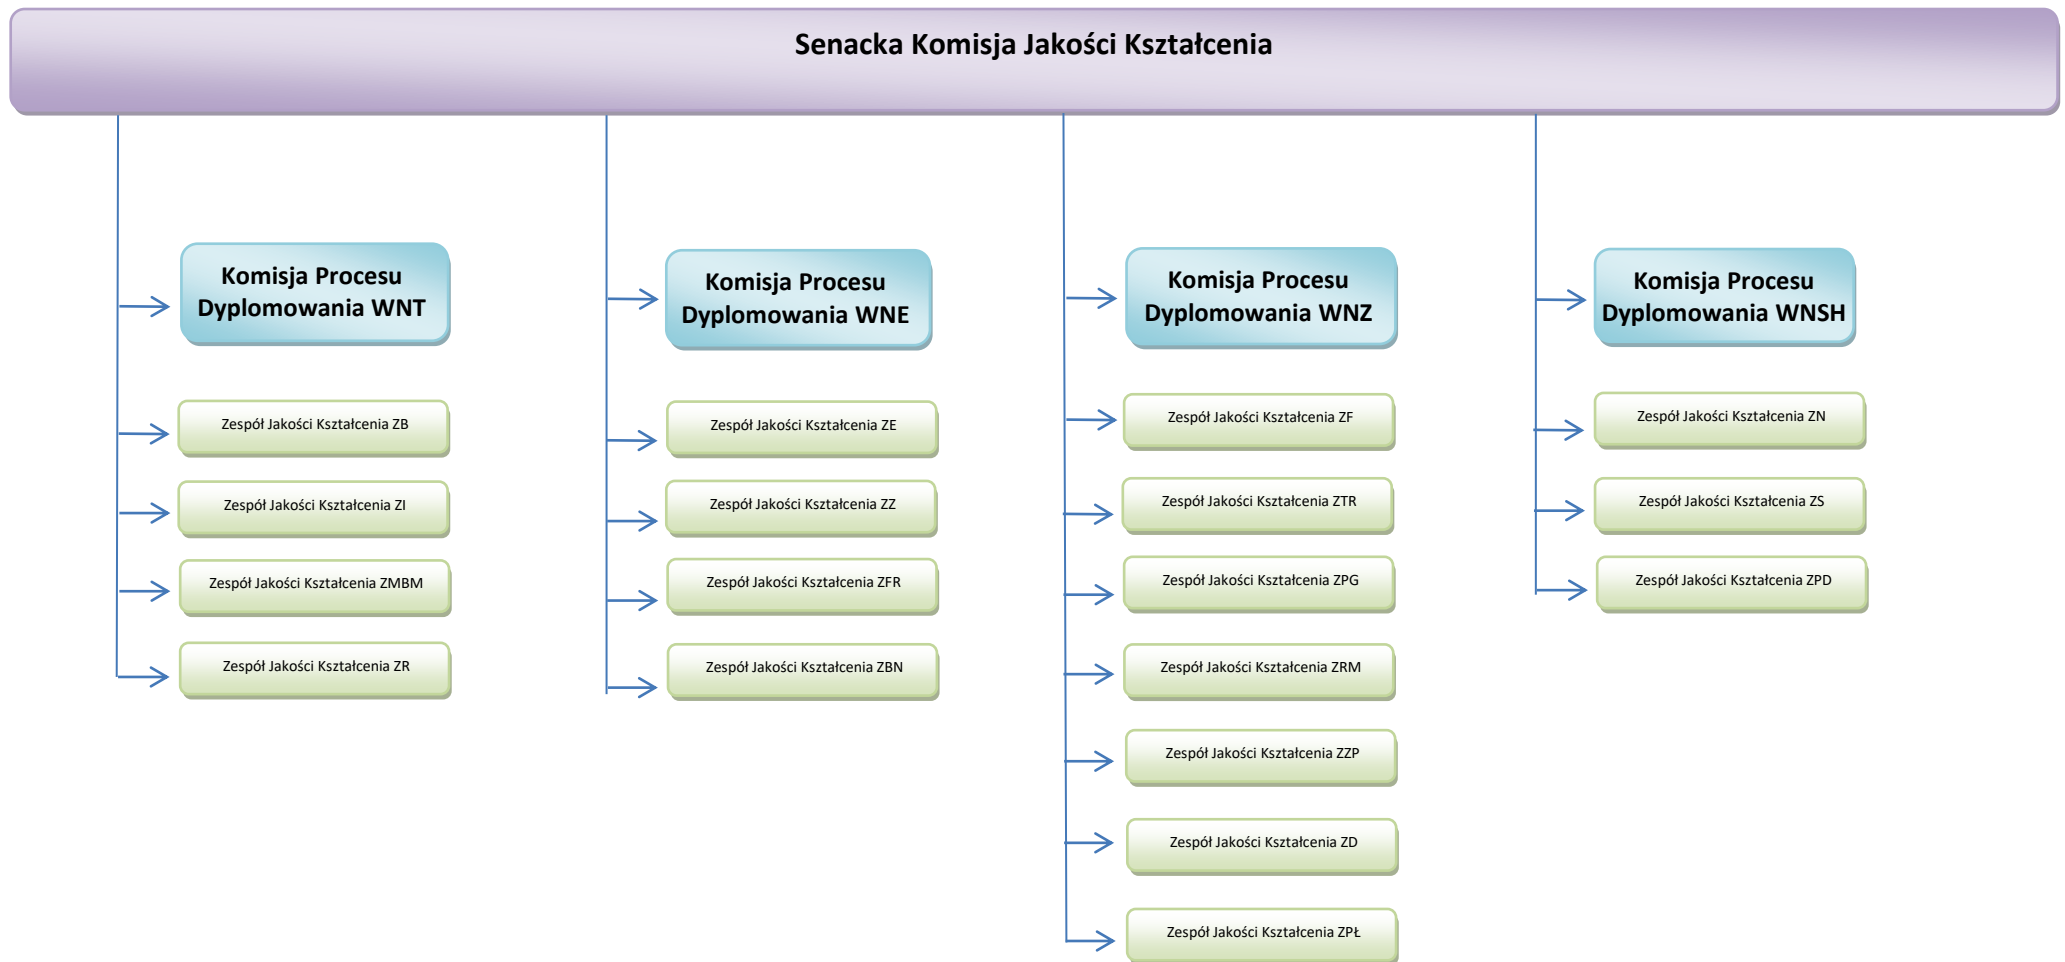 Senacka Komisja Jakości Kształcenia
Komisja Procesu
Dyplomowania WNT
Zespół Jakości Kształcenia ZB
Zespół Jakości Kształcenia ZI
Zespół Jakości Kształcenia ZMBM
Zespół Jakości Kształcenia ZR
Komisja Procesu
Dyplomowania WNE
Zespół Jakości Kształcenia ZE
Zespół Jakości Kształcenia ZZ
Zespół Jakości Kształcenia ZFR
Zespół Jakości Kształcenia ZBN
Komisja Procesu
Dyplomowania WNZ
Zespół Jakości Kształcenia ZF
Zespół Jakości Kształcenia ZTR
Zespół Jakości Kształcenia ZPG
Zespół Jakości Kształcenia ZRM
Zespół Jakości Kształcenia ZZP
Zespół Jakości Kształcenia ZD
Zespół Jakości Kształcenia ZPŁ
Komisja Procesu
Dyplomowania WNSH
Zespół Jakości Kształcenia ZN
Zespół Jakości Kształcenia ZS
Zespół Jakości Kształcenia ZPD